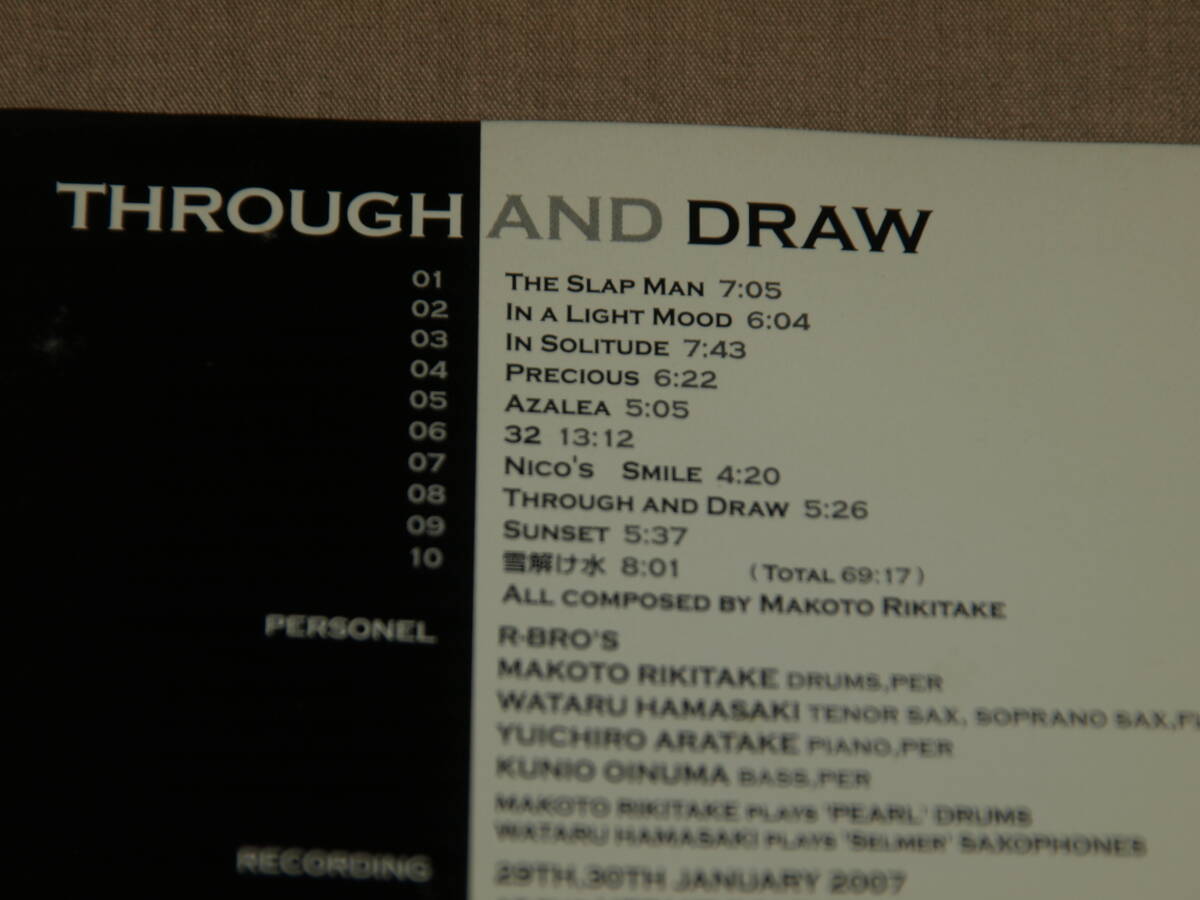 THROUGH AND DRAW
01 THE SLAP MAN 7:05
02 IN A LIGHT MOOD 6:04
03 IN SOLITUDE 7:43
04 PRECIOUS 6:22
05 AZALEA 5:05
06 32 13:12
07 NICO'S SMILE 4:20
08 THROUGH AND DRAW 5:26
09 SUNSET 5:37
10 雪解け水 8:01 (TOTAL 69:17)
ALL COMPOSED BY MAKOTO RIKITAKE
PERSONEL R-BRO'S
MAKOTO RIKITAKE DRUMS,PER
WATARU HAMASAKI TENOR SAX, SOPRANO SAX,
YUICHIRO ARATAKE PIANO,PER
KUNIO OINUMA BASS,PER
MAKOTO RIKITAKE PLAYS 'PEARL' DRUMS
WATARU HAMASAKI PLAYS 'SELMER' SAXOPHONES
RECORDING 29TH,30TH JANUARY 2007